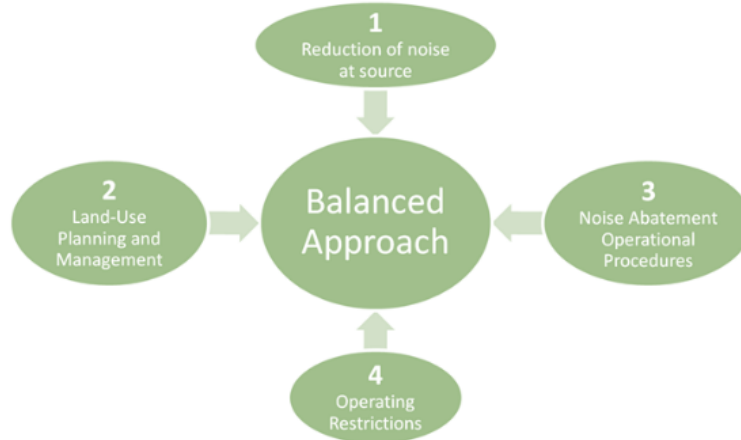 1
Reduction of noise
at source
2
Land-Use
Planning and
Management
Balanced
Approach
3
Noise Abatement
Operational
Procedures
4
Operating
Restrictions